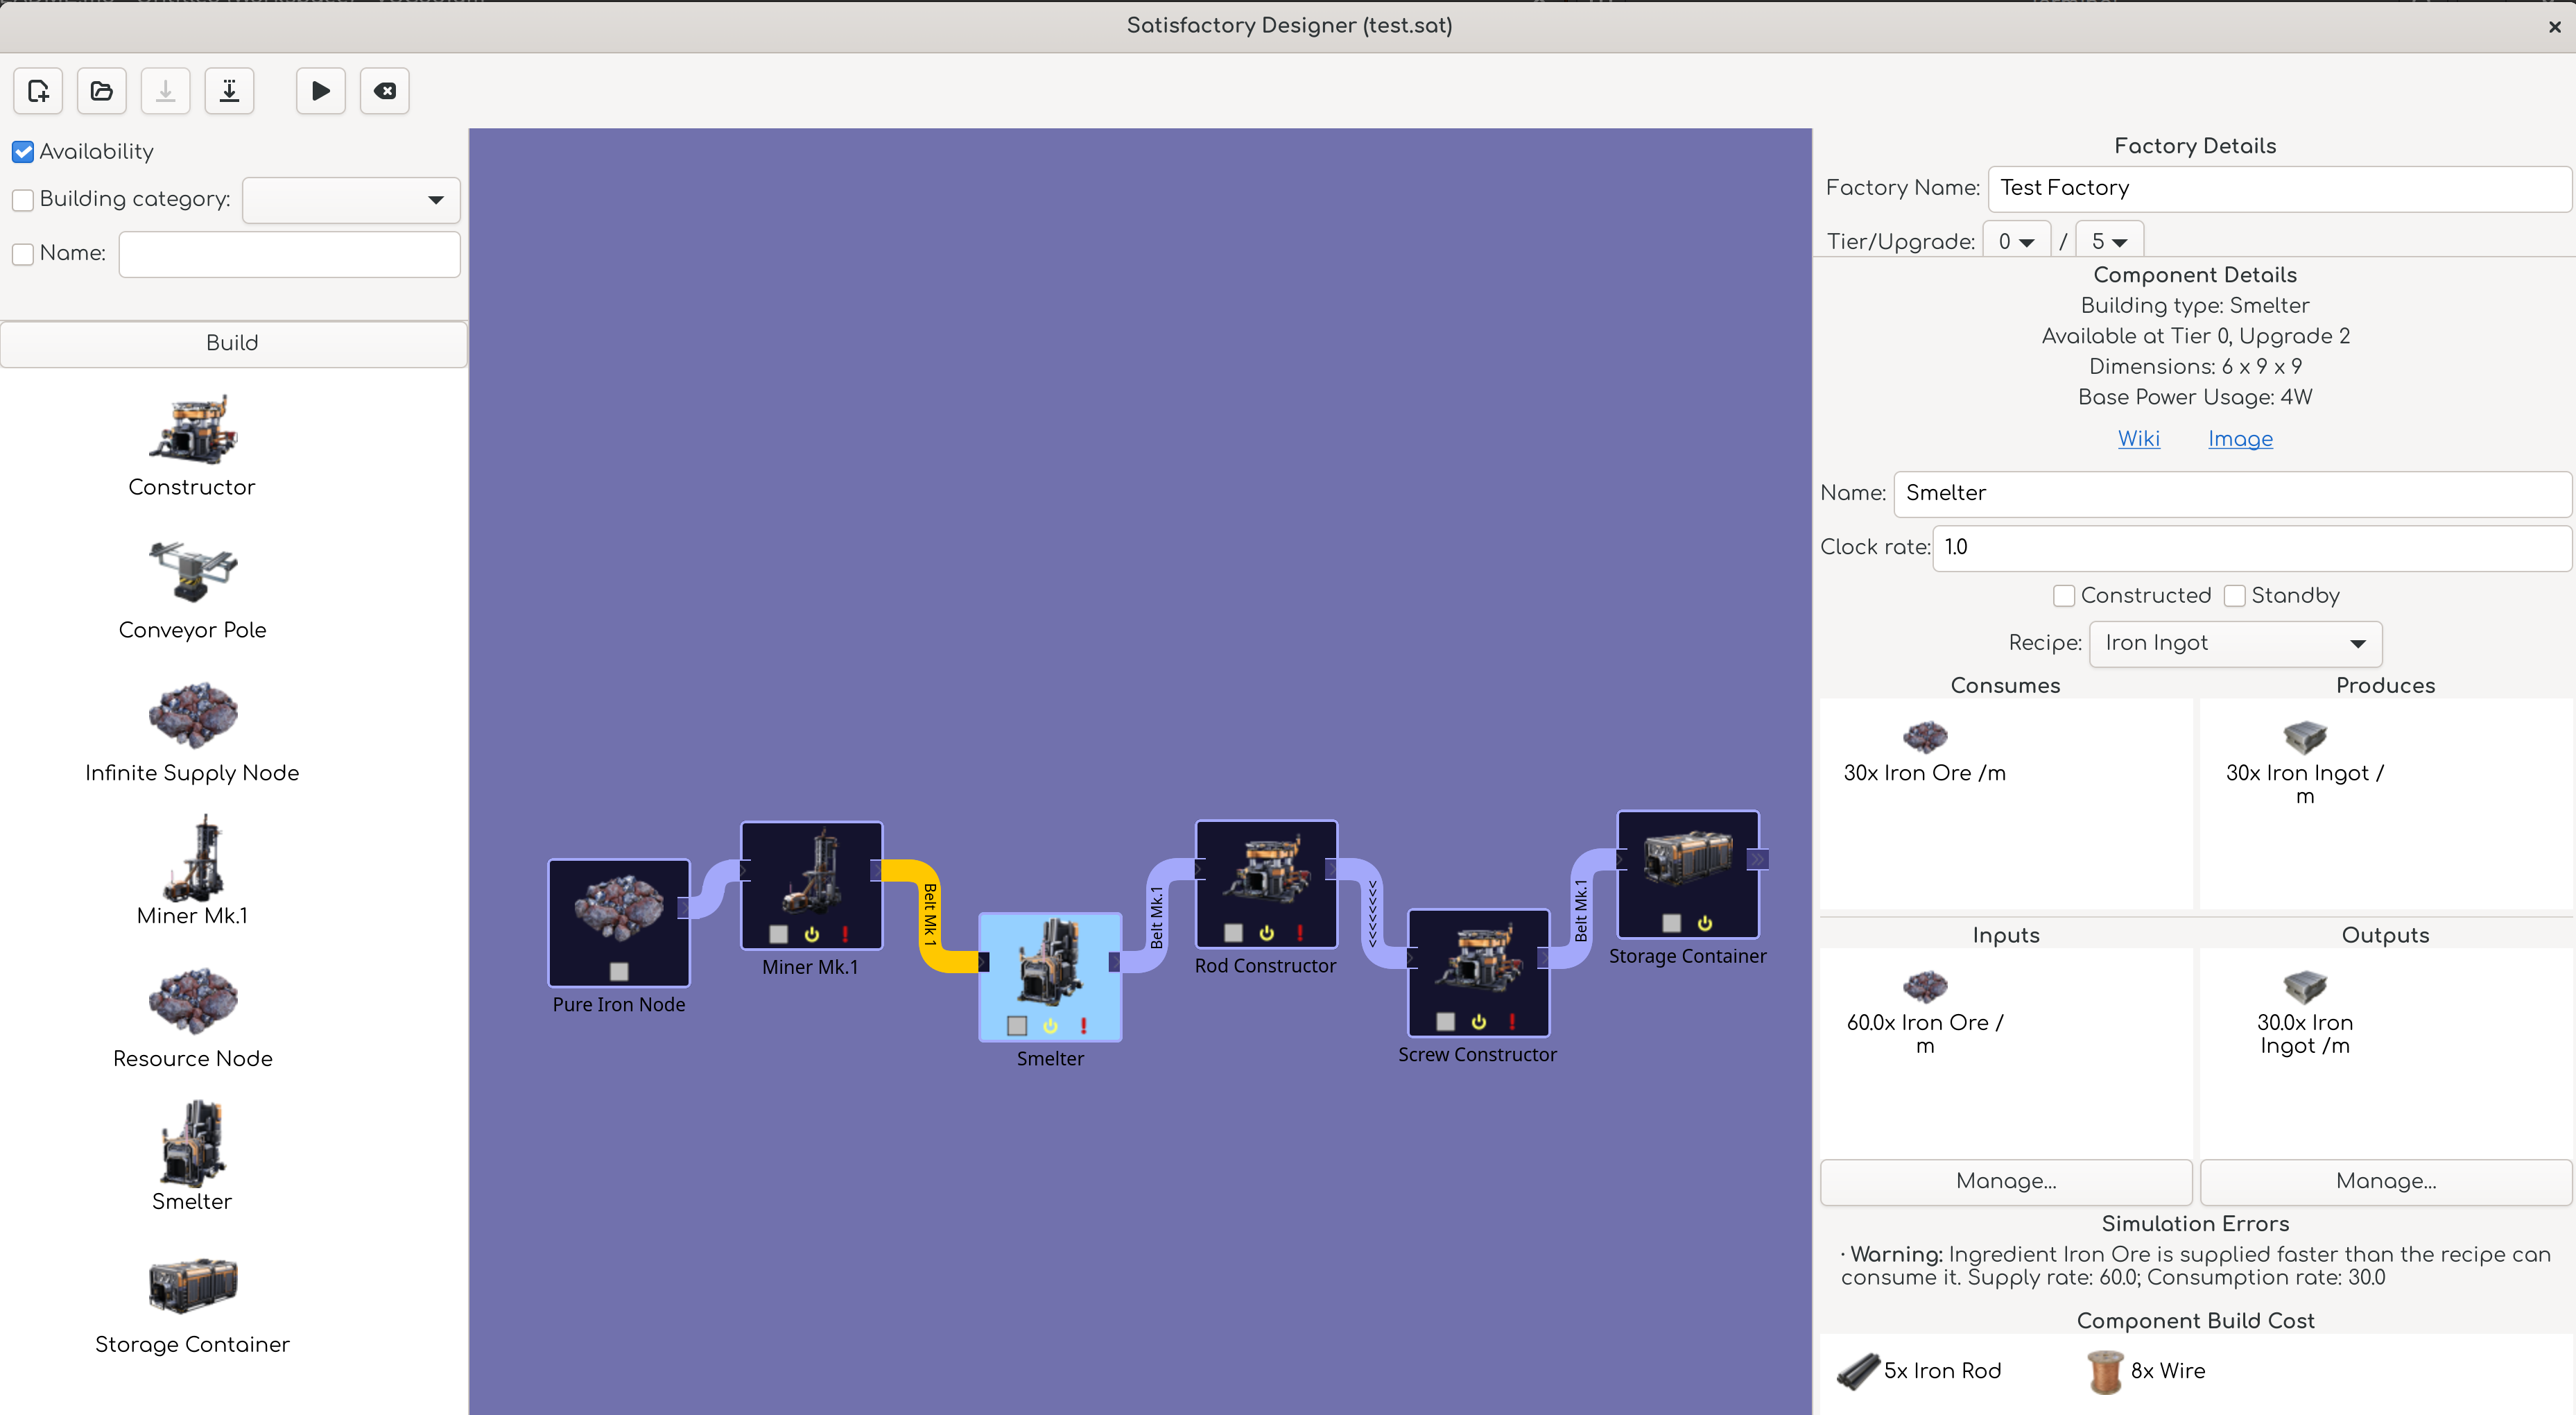 Satisfactory Designer (test.sat)
Availability
Building category:
Name:
Build
Constructor
Conveyor Pole
Infinite Supply Node
Miner Mk.1
Resource Node
Smelter
Storage Container
Pure Iron Node
Miner Mk.1
Belt Mk 1
Smelter
Belt Mk.1
Rod Constructor
Screw Constructor
Belt Mk.1
Storage Container
Factory Details
Factory Name: Test Factory
Tier/Upgrade: 0 / 5
Component Details
Building type: Smelter
Available at Tier 0, Upgrade 2
Dimensions: 6 x 9 x 9
Base Power Usage: 4W
Wiki Image
Name: Smelter
Clock rate: 1.0
Constructed Standby
Recipe: Iron Ingot
Consumes Produces
30x Iron Ore /m
30x Iron Ingot /
m
Inputs Outputs
60.0x Iron Ore /
m
30.0x Iron
Ingot /m
Manage... Manage...
Simulation Errors
· Warning: Ingredient Iron Ore is supplied faster than the recipe can
consume it. Supply rate: 60.0; Consumption rate: 30.0
Component Build Cost
5x Iron Rod 8x Wire